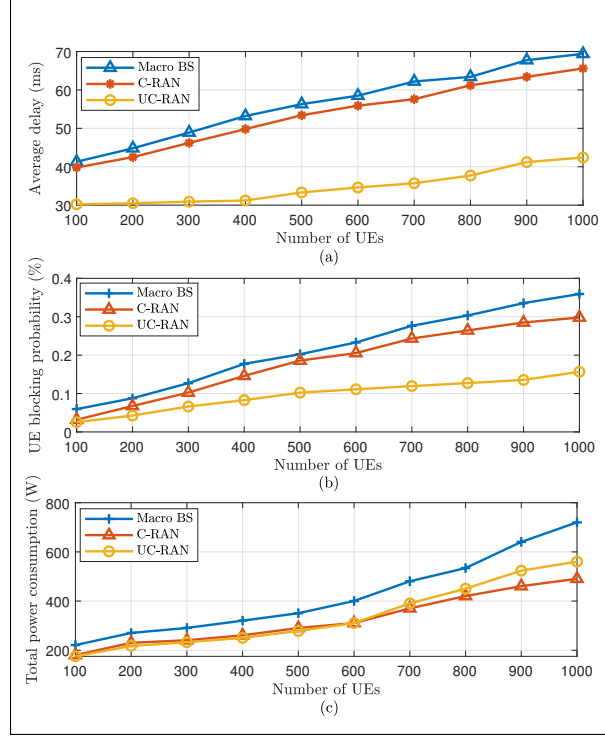 70
60
50
40
30
Average delay (ms)
Macro BS
C-RAN
UC-RAN
100 200 300 400 500 600 700 800 900 1000
Number of UEs
(a)
0.4
0.3
0.2
0.1
0
UE blocking probability (%)
Macro BS
C-RAN
UC-RAN
100 200 300 400 500 600 700 800 900 1000
Number of UEs
(b)
800
600
400
200
Total power consumption (W)
Macro BS
C-RAN
UC-RAN
100 200 300 400 500 600 700 800 900 1000
Number of UEs
(c)